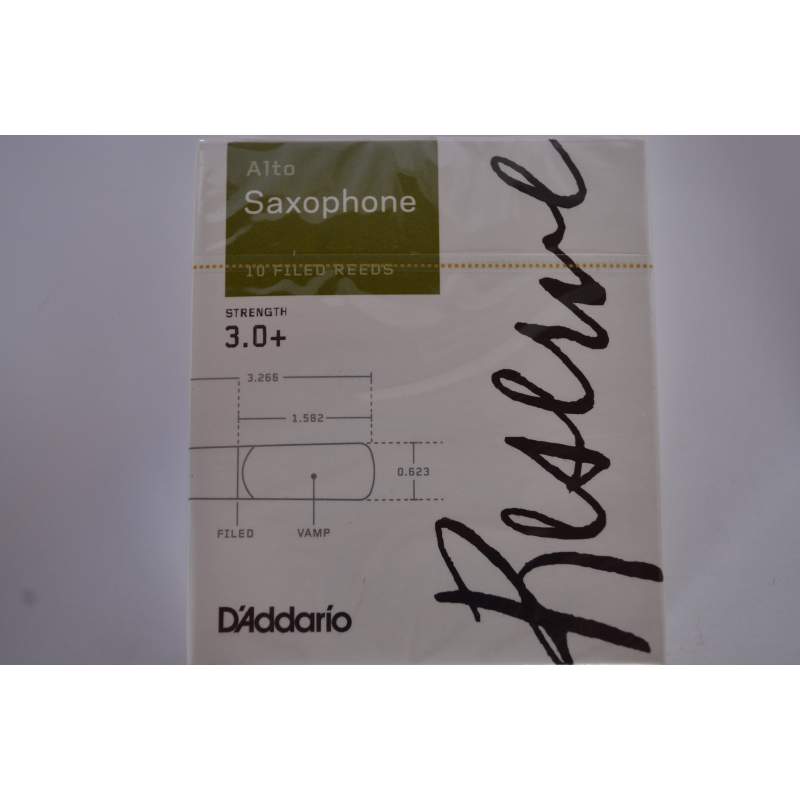 Alto
Saxophone
10 FILED REEDS
STRENGTH
3.0+
3.266
1.582
0.623
FILED
VAMP
D'Addario
Reserve